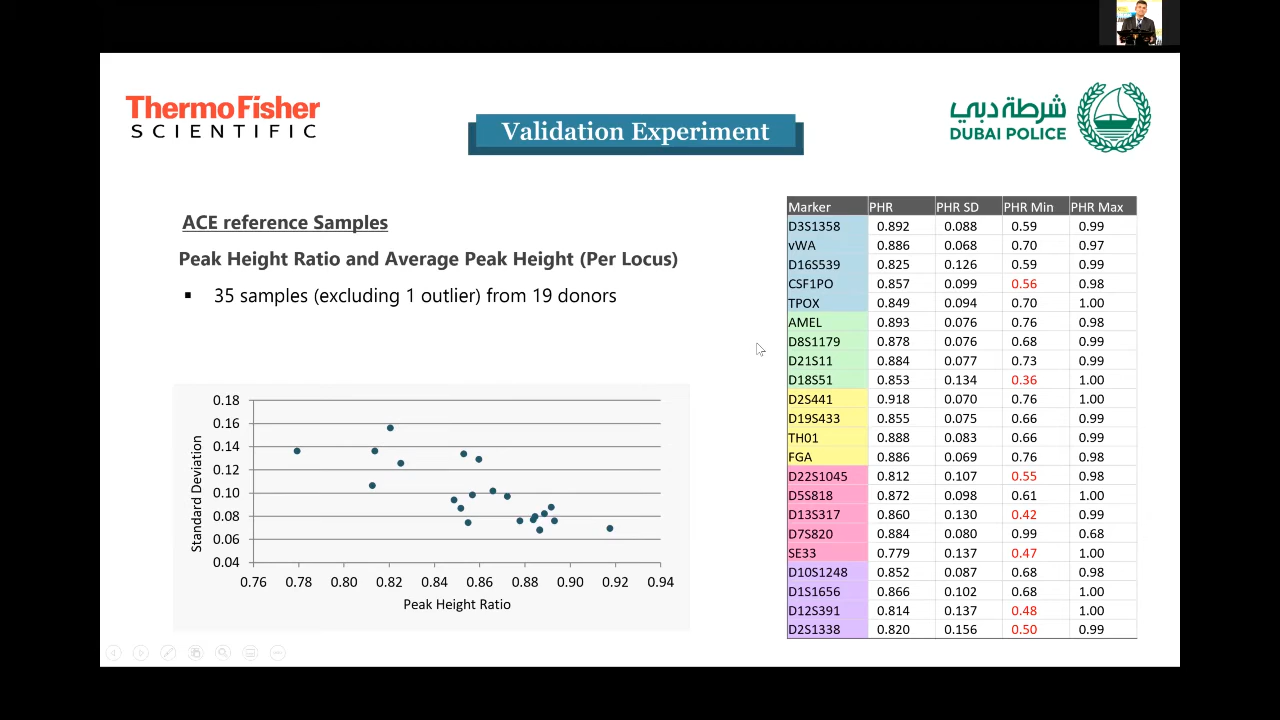 ThermoFisher
SCIENTIFIC
Validation Experiment
شرطة دبي
DUBAI POLICE
ACE reference Samples
Peak Height Ratio and Average Peak Height (Per Locus)
▪ 35 samples (excluding 1 outlier) from 19 donors
Standard Deviation
0.18
0.16
0.14
0.12
0.10
0.08
0.06
0.04
0.76 0.78 0.80 0.82 0.84 0.86 0.88 0.90 0.92 0.94
Peak Height Ratio
Marker PHR PHR SD PHR Min PHR Max
D3S1358 0.892 0.088 0.59 0.99
vWA 0.886 0.068 0.70 0.97
D16S539 0.825 0.126 0.59 0.99
CSF1PO 0.857 0.099 0.56 0.98
TPOX 0.849 0.094 0.70 1.00
AMEL 0.893 0.076 0.76 0.98
D8S1179 0.878 0.076 0.68 0.99
D21S11 0.884 0.077 0.73 0.99
D18S51 0.853 0.134 0.36 1.00
D2S441 0.918 0.070 0.76 1.00
D19S433 0.855 0.075 0.66 0.99
TH01 0.888 0.083 0.66 0.99
FGA 0.886 0.069 0.76 0.98
D22S1045 0.812 0.107 0.55 0.98
D5S818 0.872 0.098 0.61 1.00
D13S317 0.860 0.130 0.42 0.99
D7S820 0.884 0.080 0.99 0.68
SE33 0.779 0.137 0.47 1.00
D10S1248 0.852 0.087 0.68 0.98
D1S1656 0.866 0.102 0.68 1.00
D12S391 0.814 0.137 0.48 1.00
D2S1338 0.820 0.156 0.50 0.99